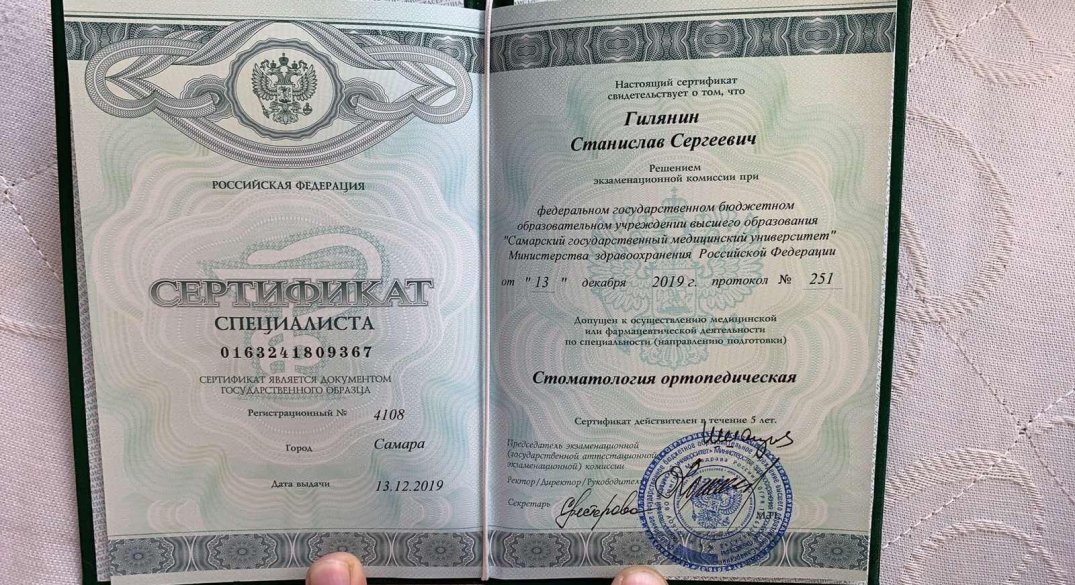 РОССИЙСКАЯ ФЕДЕРАЦИЯ
СЕРТИФИКАТ
СПЕЦИАЛИСТА
0163241809367
СЕРТИФИКАТ ЯВЛЯЕТСЯ ДОКУМЕНТОМ
ГОСУДАРСТВЕННОГО ОБРАЗЦА
Регистрационный № 4108
Город Самара
Дата выдачи 13.12.2019
Настоящий сертификат
свидетельствует о том, что
Гилянин
Станислав Сергеевич
Решением
экзаменационной комиссии при
федеральном государственном бюджетном
образовательном учреждении высшего образования
"Самарский государственный медицинский университет"
Министерства здравоохранения Российской Федерации
от "13" декабря 2019 г. протокол № 251
Допущен к осуществлению медицинской
или фармацевтической деятельности
по специальности (направлению подготовки)
Стоматология ортопедическая
Сертификат действителен в течение 5 лет.
Председатель экзаменационной
(государственной аттестационной
экзаменационной) комиссии
Ректор/Директор/Руководитель
Секретарь
М.П.